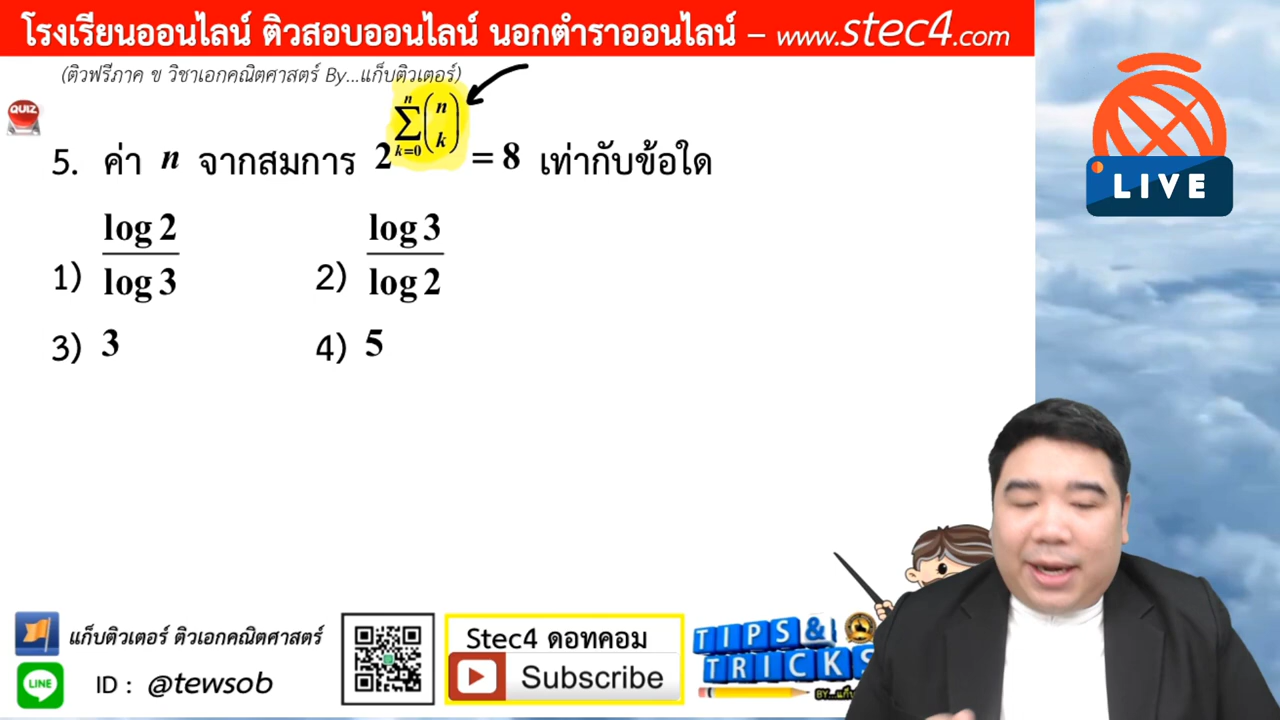 โรงเรียนออนไลน์ ติวสอบออนไลน์ นอกตำราออนไลน์ – www.stec4.com
(ติวฟรีภาค ข วิชาเอกคณิตศาสตร์ By...แก็บติวเตอร์)
QUIZ
5. ค่า n จากสมการ 2^{\sum_{k=0}^{n} \binom{n}{k}} = 8 เท่ากับข้อใด
1) log 2 / log 3 2) log 3 / log 2
3) 3 4) 5
LIVE
แก็บติวเตอร์ ติวเอกคณิตศาสตร์
LINE ID : @tewsob
Stec4 ดอทคอม
Subscribe
TIPS &
TRICKS